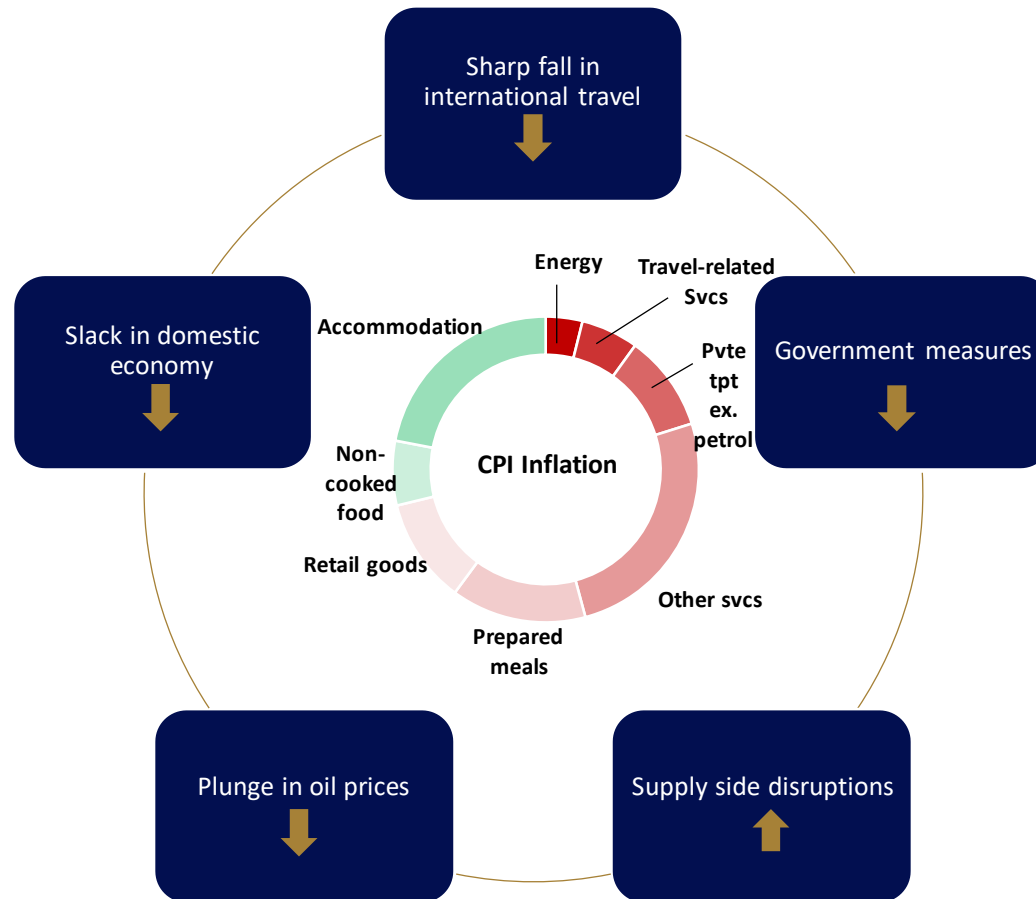 Sharp fall in
international travel
Energy
Travel-related
Svcs
Accommodation
Slack in domestic
economy
Government measures
Pvte
tpt
ex.
petrol
CPI Inflation
Non-
cooked
food
Retail goods
Other svcs
Prepared
meals
Plunge in oil prices
Supply side disruptions